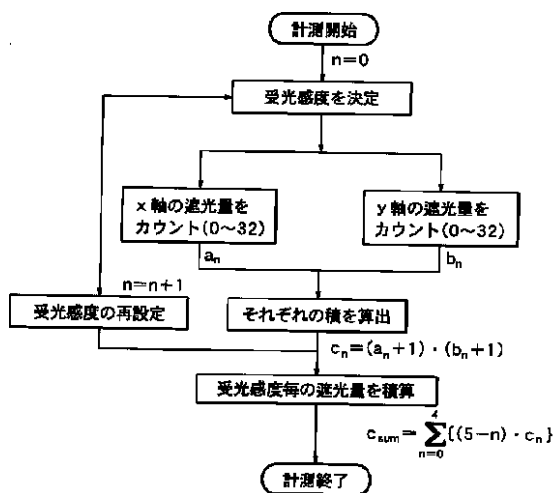 計測開始
n=0
受光感度を決定
x軸の遮光量を
カウント(0〜32)
y軸の遮光量を
カウント(0〜32)
aₙ
bₙ
n=n+1
受光感度の再設定
それぞれの積を算出
cₙ=(aₙ+1)・(bₙ+1)
受光感度毎の遮光量を積算
c_sum=∑_{n=0}^{4}{(5−n)・cₙ}
計測終了